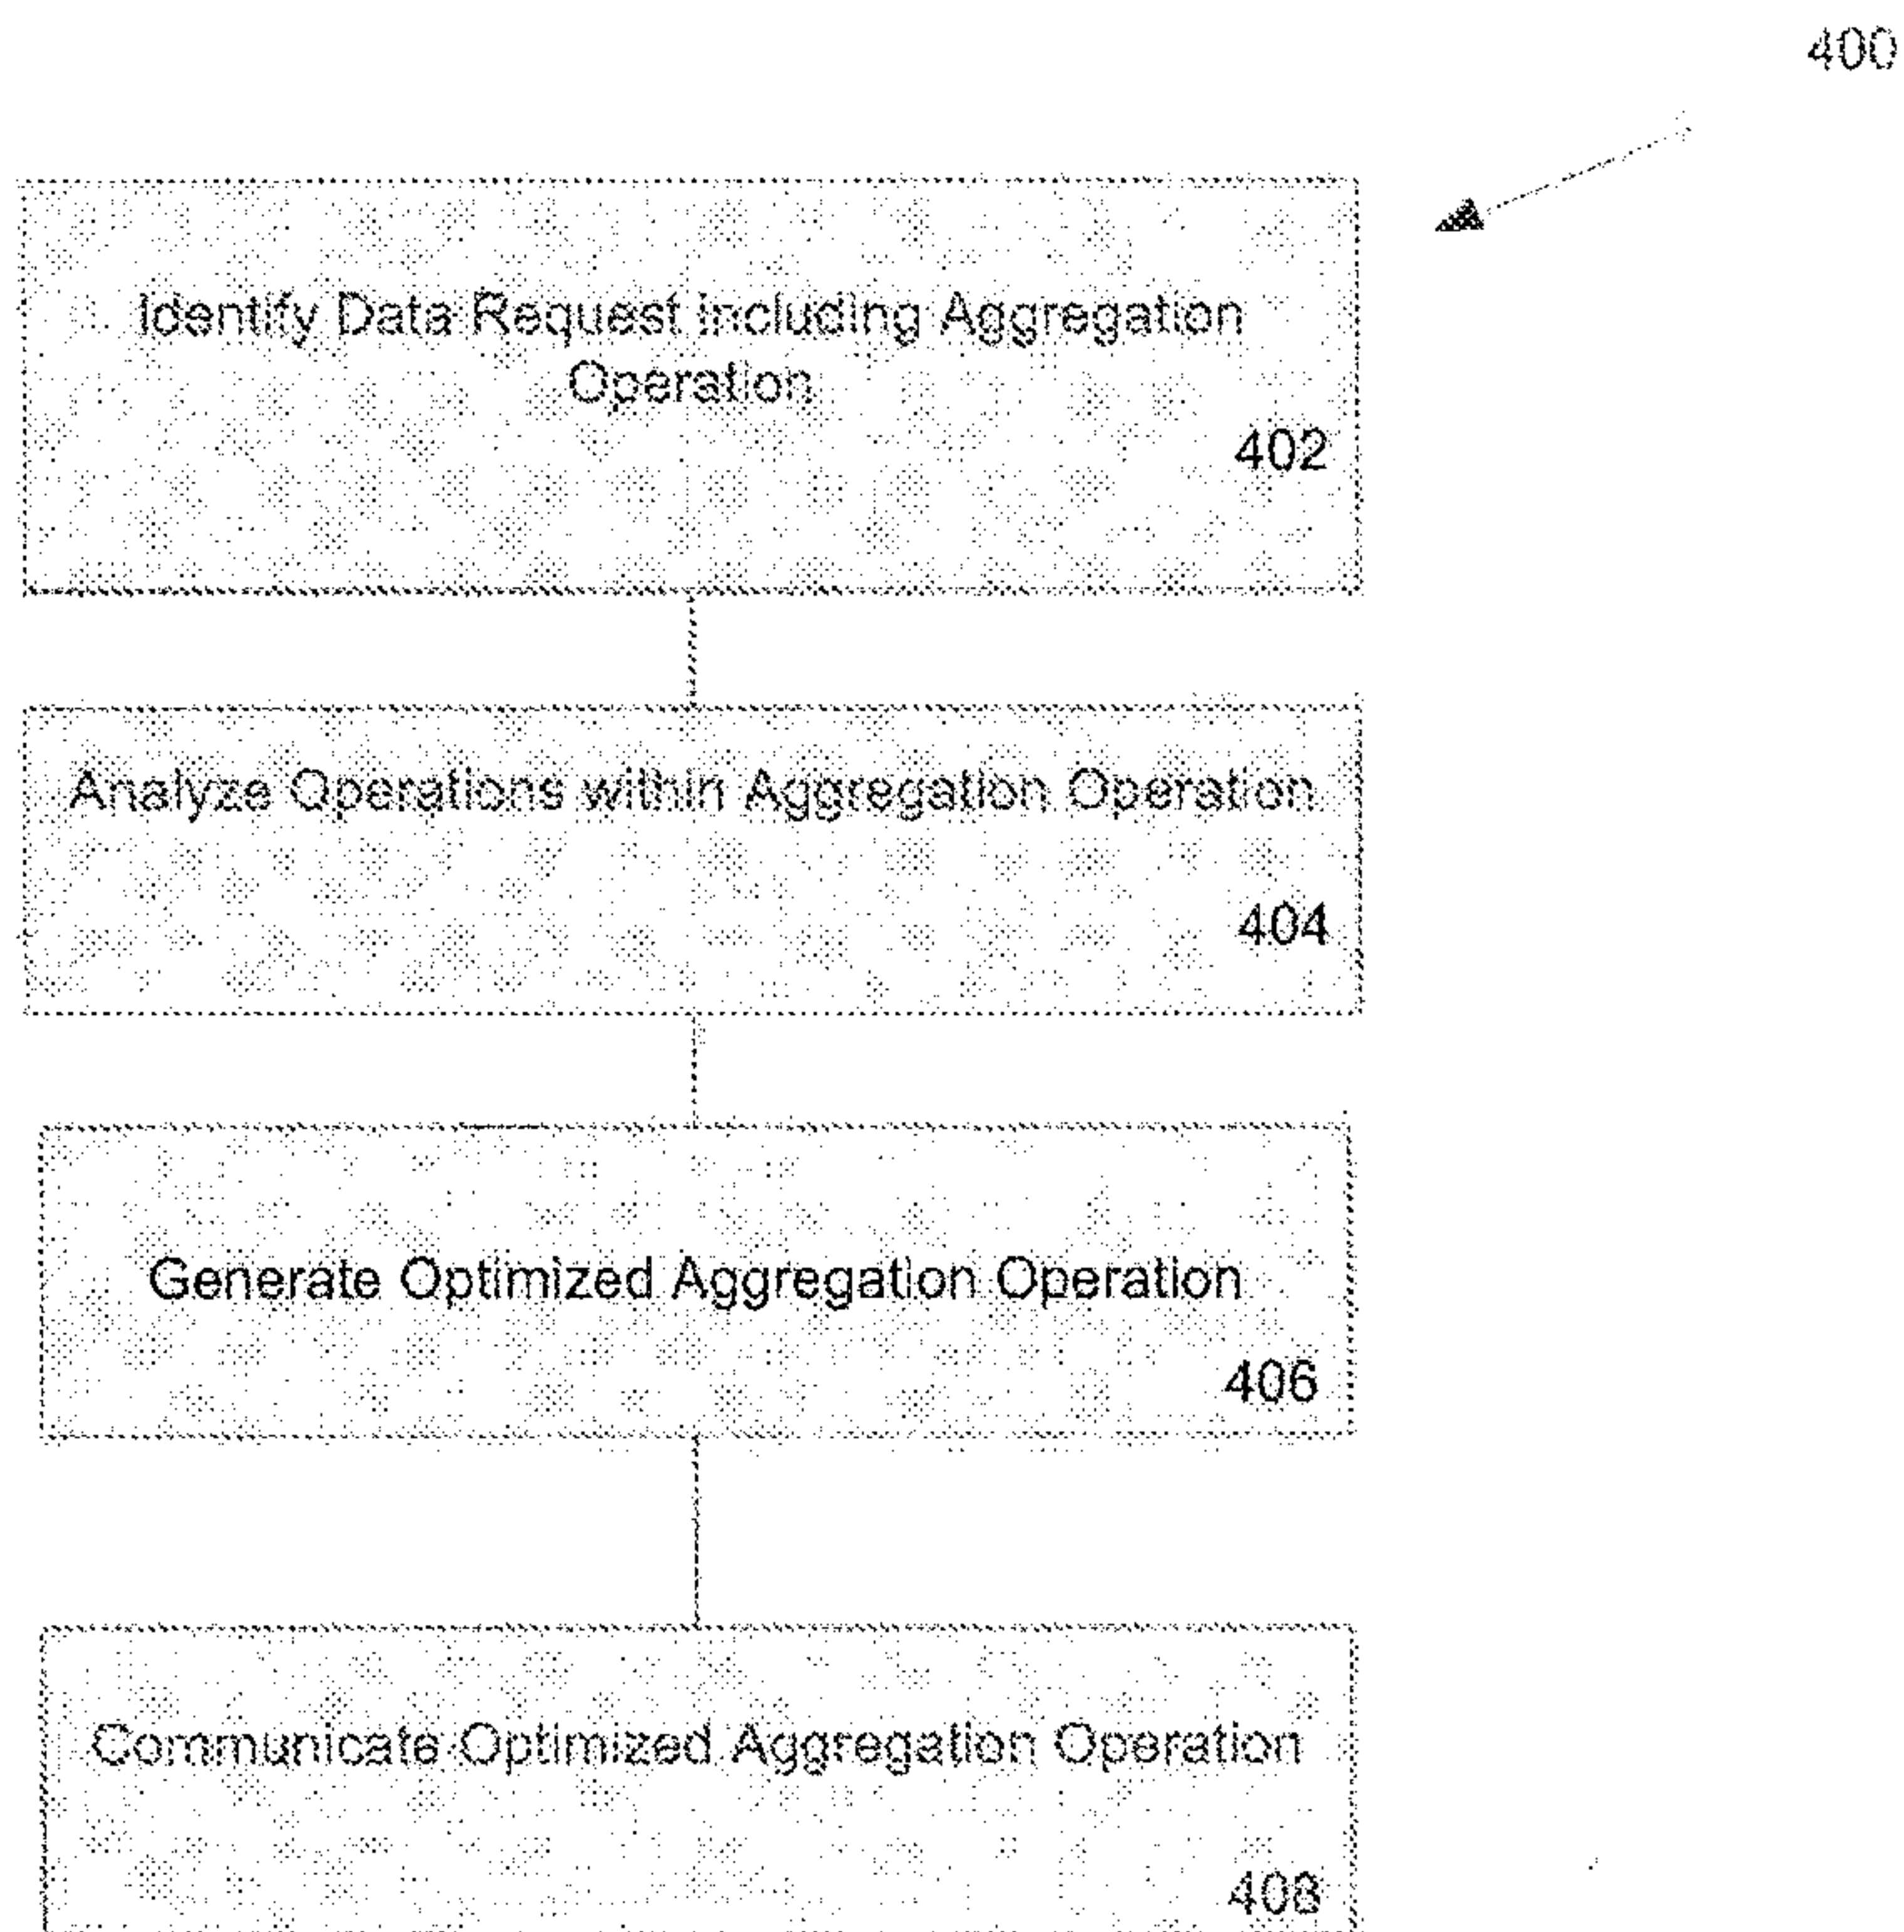 400
Identify Data Request including Aggregation
Operation
402
Analyze Operations within Aggregation Operation
404
Generate Optimized Aggregation Operation
406
Communicate Optimized Aggregation Operation
408